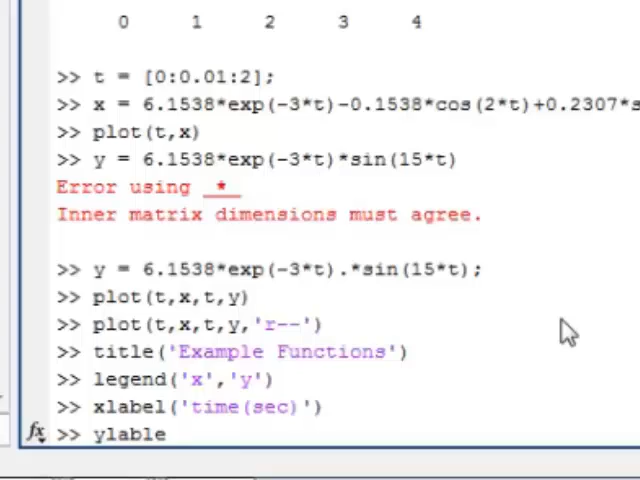 0 1 2 3 4
>> t = [0:0.01:2];
>> x = 6.1538*exp(-3*t)-0.1538*cos(2*t)+0.2307*s
>> plot(t,x)
>> y = 6.1538*exp(-3*t)*sin(15*t)
Error using  *
Inner matrix dimensions must agree.
>> y = 6.1538*exp(-3*t).*sin(15*t);
>> plot(t,x,t,y)
>> plot(t,x,t,y,'r--')
>> title('Example Functions')
>> legend('x','y')
>> xlabel('time(sec)')
fx >> ylable